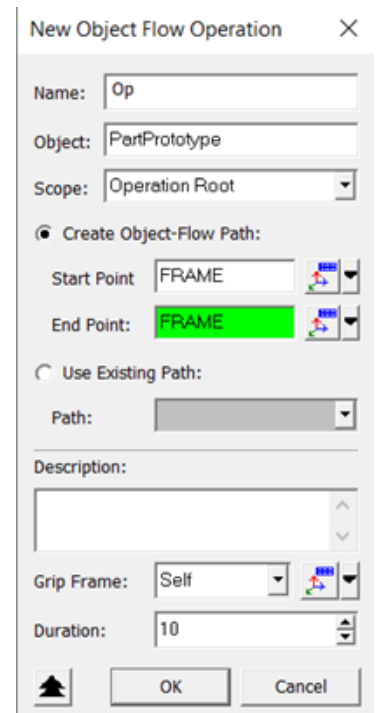 New Object Flow Operation
Name: Op
Object: PartPrototype
Scope: Operation Root
Create Object-Flow Path:
Start Point FRAME
End Point: FRAME
Use Existing Path:
Path:
Description:
Grip Frame: Self
Duration: 10
OK Cancel